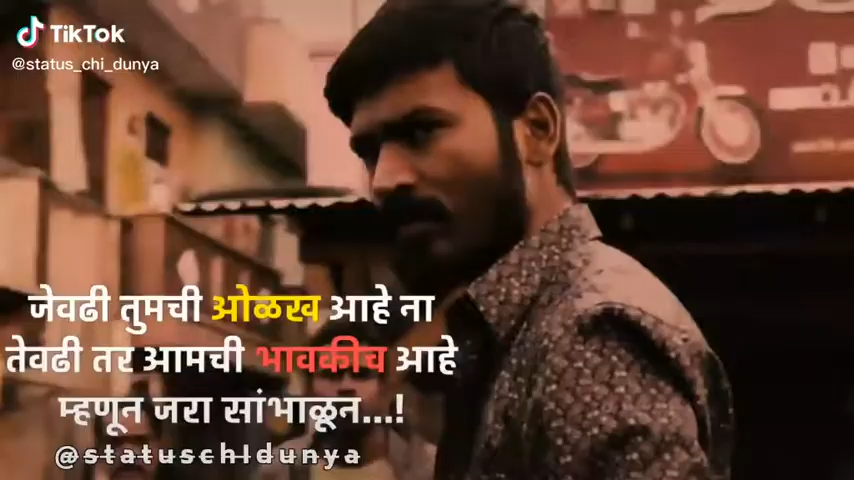 TikTok
@status_chi_dunya
जेवढी तुमची ओळख आहे ना
तेवढी तर आमची भावकीच आहे
म्हणून जरा सांभाळून...!
@statuschidunya